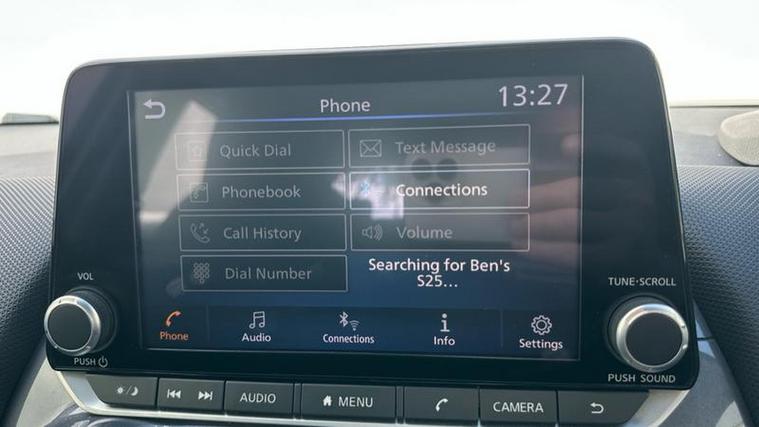 Phone
13:27
Quick Dial
Text Message
Phonebook
Connections
Call History
Volume
Dial Number
Searching for Ben's
S25...
Phone
Audio
Connections
Info
Settings
VOL
PUSH
TUNE·SCROLL
PUSH SOUND
AUDIO
MENU
CAMERA